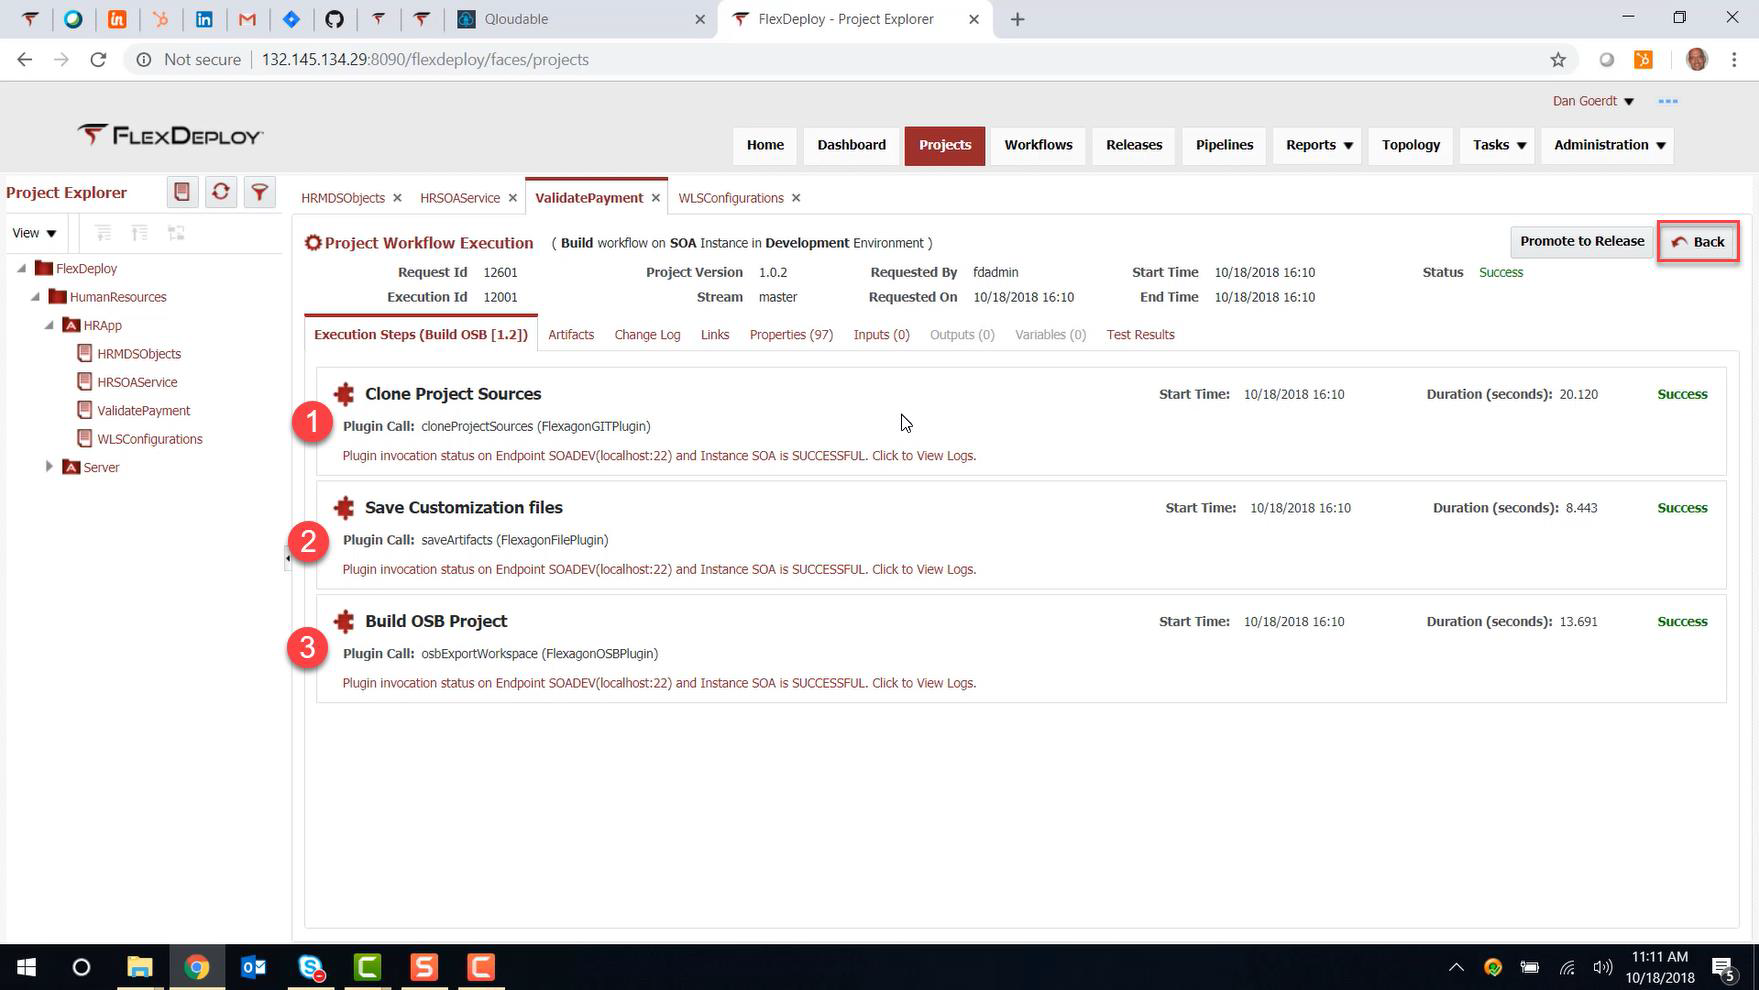 Qloudable
FlexDeploy - Project Explorer
Not secure 132.145.134.29:8090/flexdeploy/faces/projects
Dan Goerdt
FLEXDEPLOY
Home Dashboard Projects Workflows Releases Pipelines Reports Topology Tasks Administration
Project Explorer
View
FlexDeploy
HumanResources
HRApp
HRMDSObjects
HRSOAService
ValidatePayment
WLSConfigurations
Server
HRMDSObjects HRSOAService ValidatePayment WLSConfigurations
Project Workflow Execution ( Build workflow on SOA Instance in Development Environment )
Promote to Release Back
Request Id 12601 Project Version 1.0.2 Requested By fdadmin Start Time 10/18/2018 16:10 Status Success
Execution Id 12001 Stream master Requested On 10/18/2018 16:10 End Time 10/18/2018 16:10
Execution Steps (Build OSB [1.2]) Artifacts Change Log Links Properties (97) Inputs (0) Outputs (0) Variables (0) Test Results
Clone Project Sources Start Time: 10/18/2018 16:10 Duration (seconds): 20.120 Success
1
Plugin Call: cloneProjectSources (FlexagonGITPlugin)
Plugin invocation status on Endpoint SOADEV(localhost:22) and Instance SOA is SUCCESSFUL. Click to View Logs.
Save Customization files Start Time: 10/18/2018 16:10 Duration (seconds): 8.443 Success
2
Plugin Call: saveArtifacts (FlexagonFilePlugin)
Plugin invocation status on Endpoint SOADEV(localhost:22) and Instance SOA is SUCCESSFUL. Click to View Logs.
Build OSB Project Start Time: 10/18/2018 16:10 Duration (seconds): 13.691 Success
3
Plugin Call: osbExportWorkspace (FlexagonOSBPlugin)
Plugin invocation status on Endpoint SOADEV(localhost:22) and Instance SOA is SUCCESSFUL. Click to View Logs.
11:11 AM
10/18/2018
5